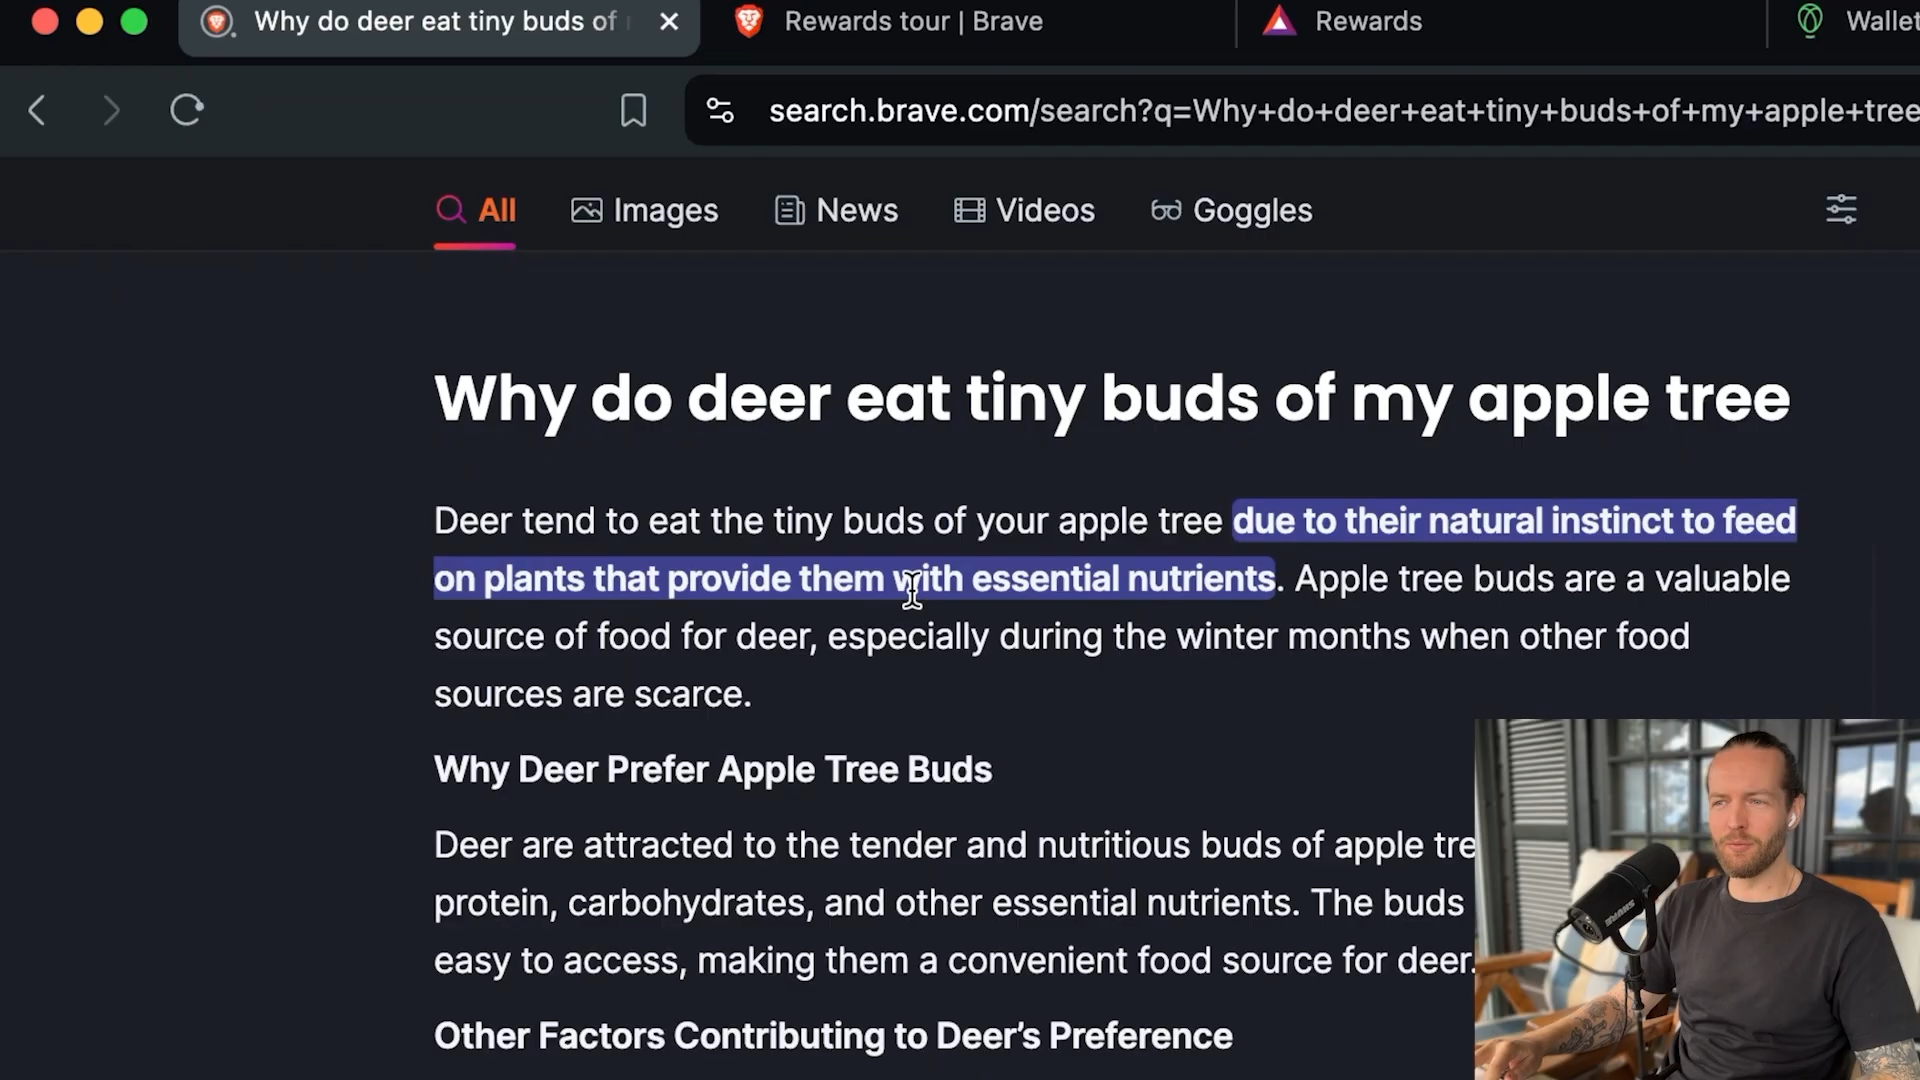 Why do deer eat tiny buds of
Rewards tour | Brave
Rewards
Wallet
search.brave.com/search?q=Why+do+deer+eat+tiny+buds+of+my+apple+tree
All
Images
News
Videos
Goggles
Why do deer eat tiny buds of my apple tree
Deer tend to eat the tiny buds of your apple tree due to their natural instinct to feed
on plants that provide them with essential nutrients. Apple tree buds are a valuable
source of food for deer, especially during the winter months when other food
sources are scarce.
Why Deer Prefer Apple Tree Buds
Deer are attracted to the tender and nutritious buds of apple tre
protein, carbohydrates, and other essential nutrients. The buds
easy to access, making them a convenient food source for deer.
Other Factors Contributing to Deer's Preference
SHURE